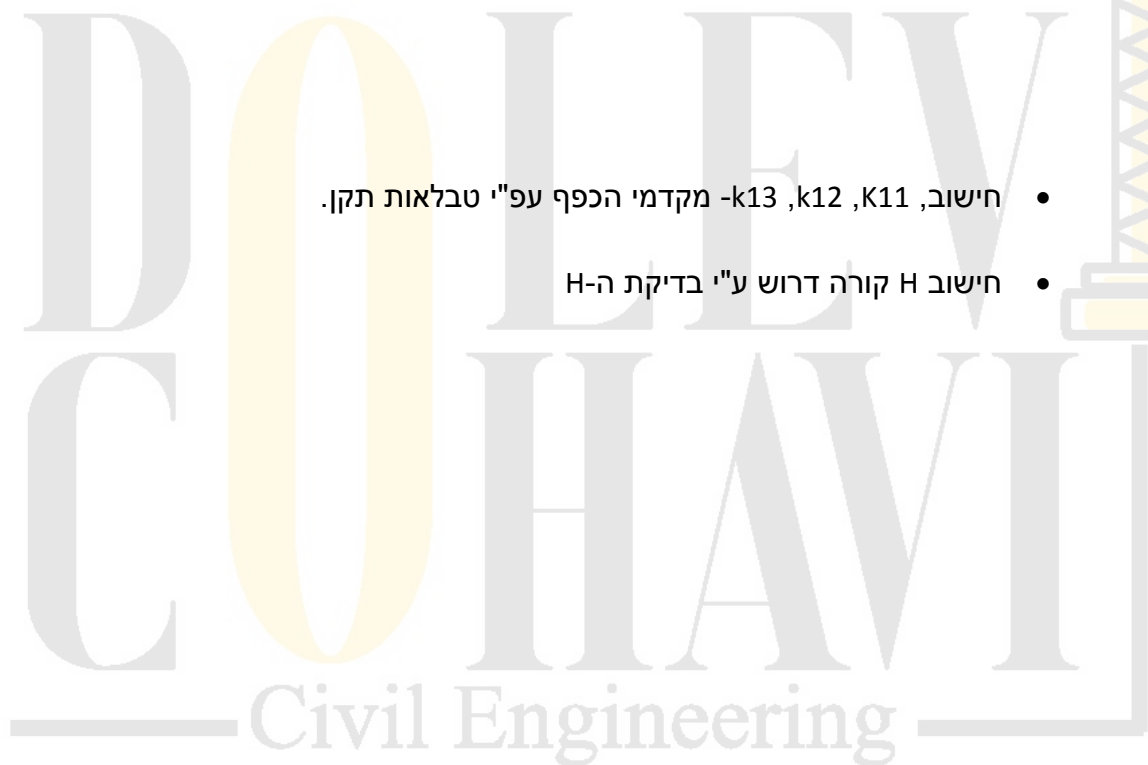 DOLEV
• חישוב, K11, k12, k13- מקדמי הכפף עפ"י טבלאות תקן.
• חישוב H קורה דרוש ע"י בדיקת ה-H
COHAVI
Civil Engineering